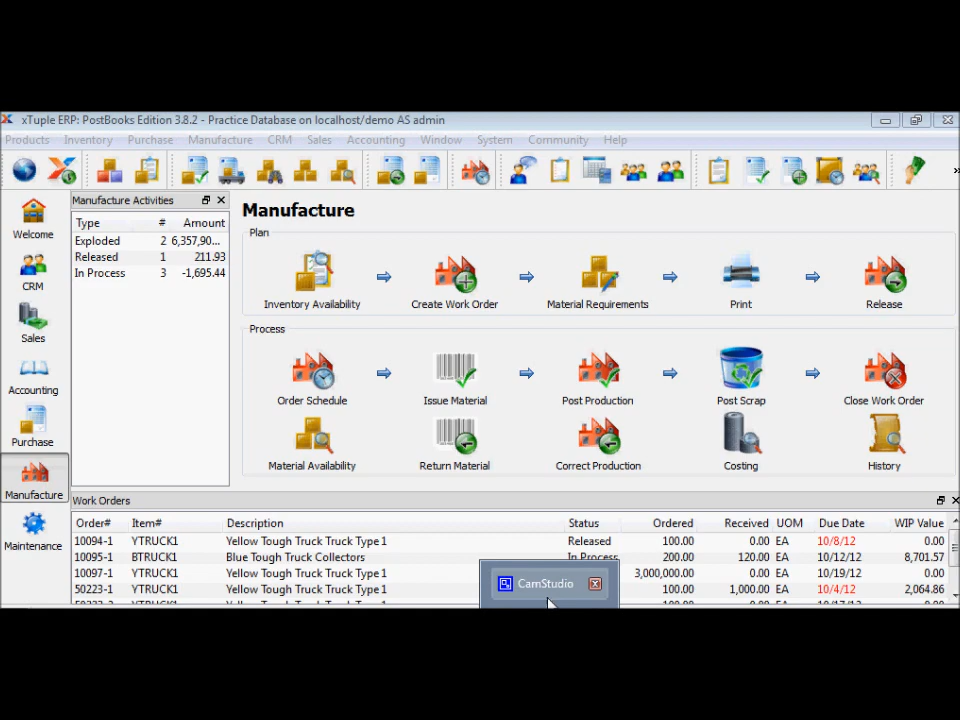 xTuple ERP: PostBooks Edition 3.8.2 - Practice Database on localhost/demo AS admin
Products Inventory Purchase Manufacture CRM Sales Accounting Window System Community Help
Manufacture Activities
Type # Amount
Exploded 2 6,357,90...
Released 1 211.93
In Process 3 -1,695.44
Welcome
CRM
Sales
Accounting
Purchase
Manufacture
Maintenance
Manufacture
Plan
Inventory Availability Create Work Order Material Requirements Print Release
Process
Order Schedule Issue Material Post Production Post Scrap Close Work Order
Material Availability Return Material Correct Production Costing History
Work Orders
Order# Item# Description Status Ordered Received UOM Due Date WIP Value
10094-1 YTRUCK1 Yellow Tough Truck Truck Type 1 Released 100.00 0.00 EA 10/8/12 0.00
10095-1 BTRUCK1 Blue Tough Truck Collectors In Process 200.00 120.00 EA 10/12/12 8,701.57
10097-1 YTRUCK1 Yellow Tough Truck Truck Type 1 3,000,000.00 0.00 EA 10/19/12 0.00
50223-1 YTRUCK1 Yellow Tough Truck Truck Type 1 100.00 1,000.00 EA 10/4/12 2,064.86
CamStudio